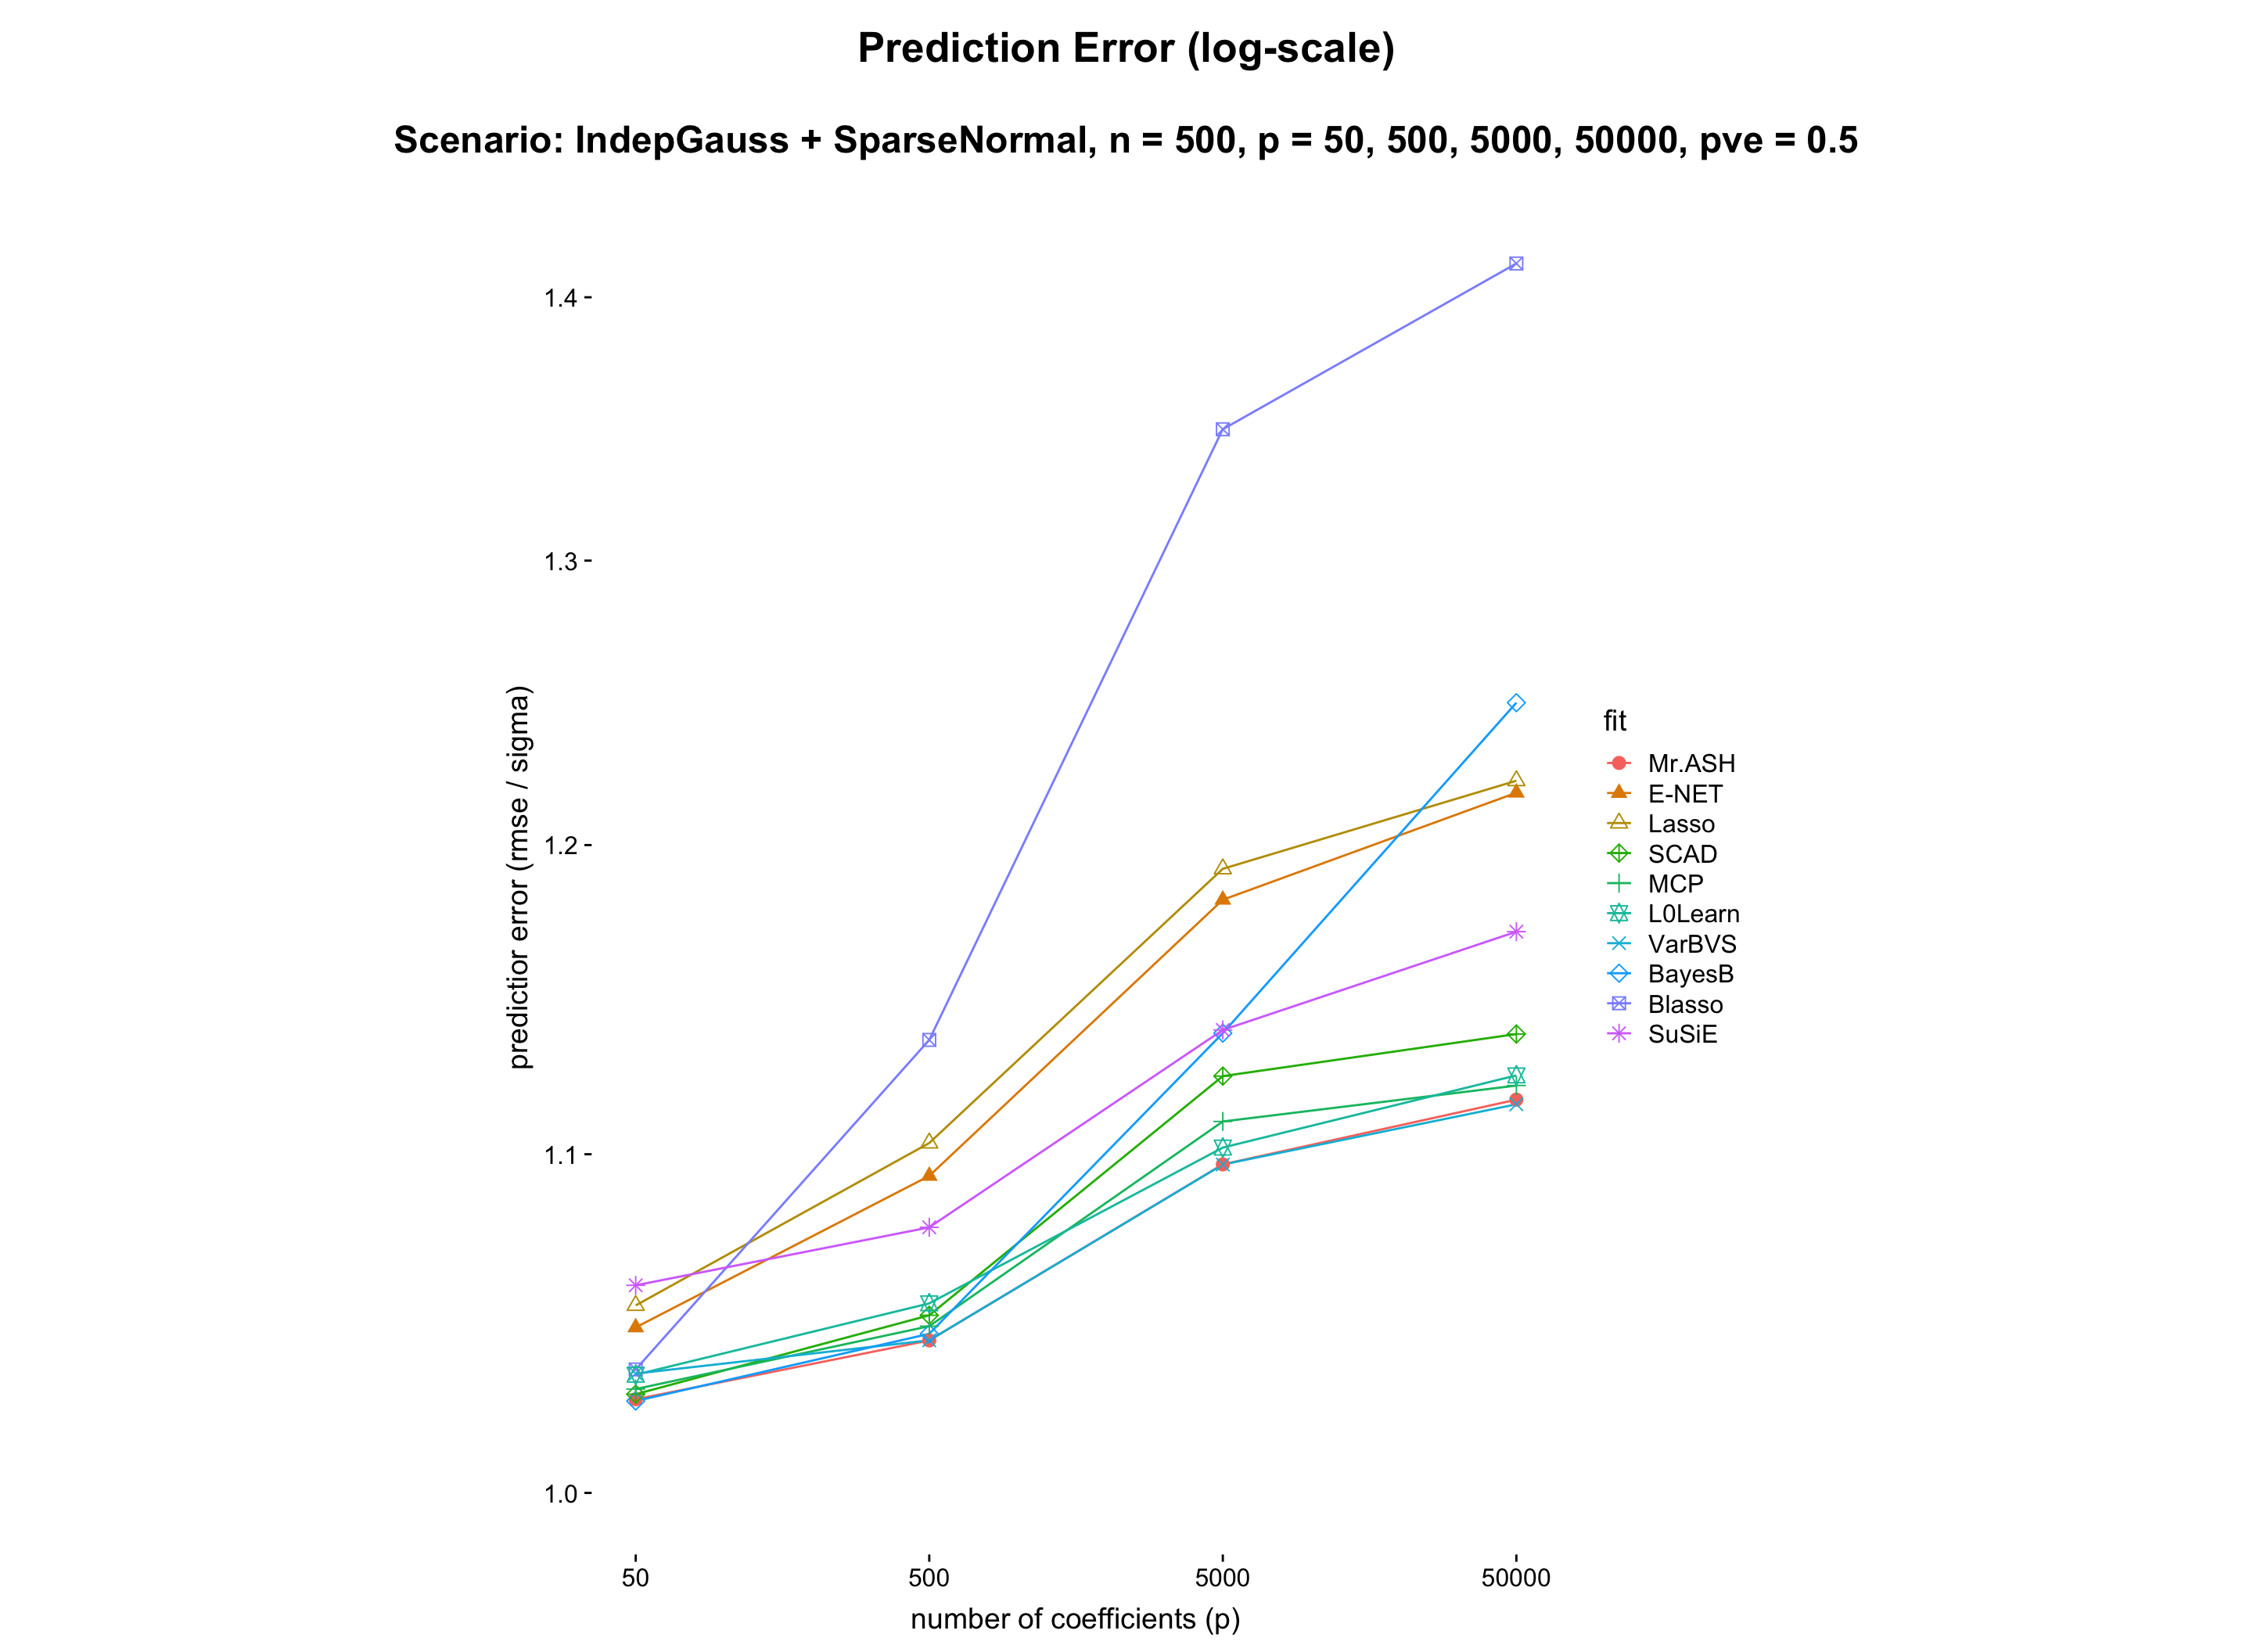 Prediction Error (log-scale)
Scenario: IndepGauss + SparseNormal, n = 500, p = 50, 500, 5000, 50000, pve = 0.5
1.4
1.3
1.2
1.1
1.0
predictior error (rmse / sigma)
50
500
5000
50000
number of coefficients (p)
fit
Mr.ASH
E-NET
Lasso
SCAD
MCP
L0Learn
VarBVS
BayesB
Blasso
SuSiE